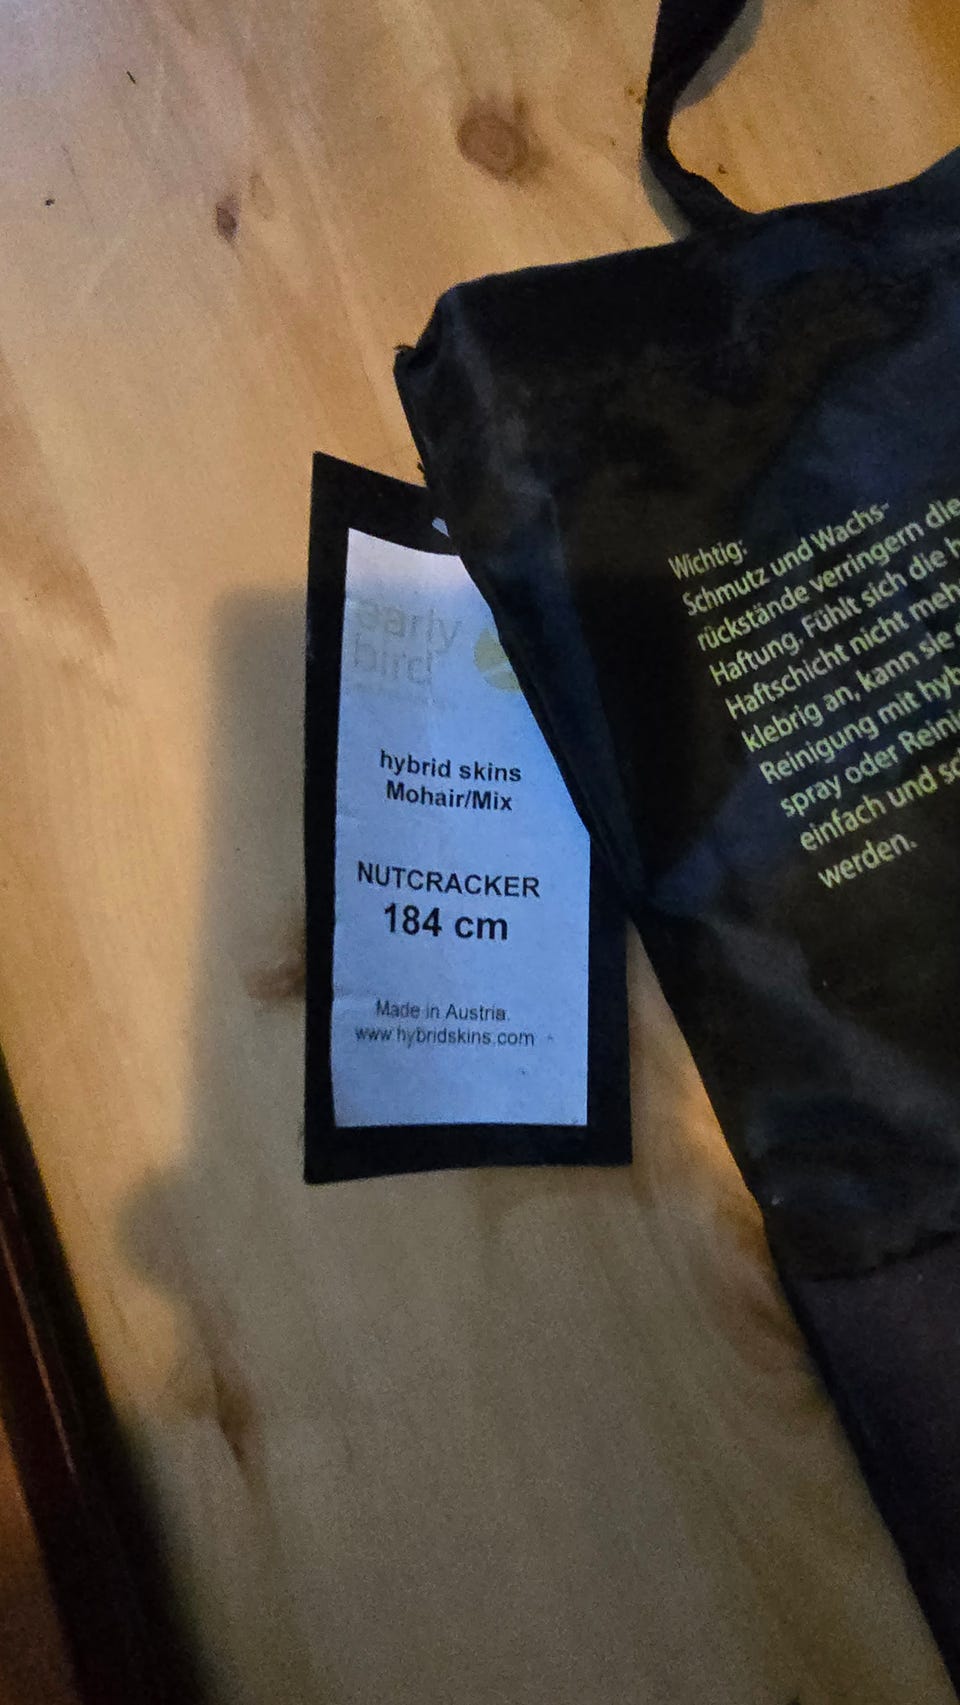 early
bird
hybrid skins
Mohair/Mix
NUTCRACKER
184 cm
Made in Austria.
www.hybridskins.com
Wichtig:
Schmutz und Wachs-
rückstände verringern die
Haftung, Fühlt sich die h
Haftschicht nicht meh
klebrig an, kann sie
Reinigung mit hyb
spray oder Reini
einfach und sc
werden.